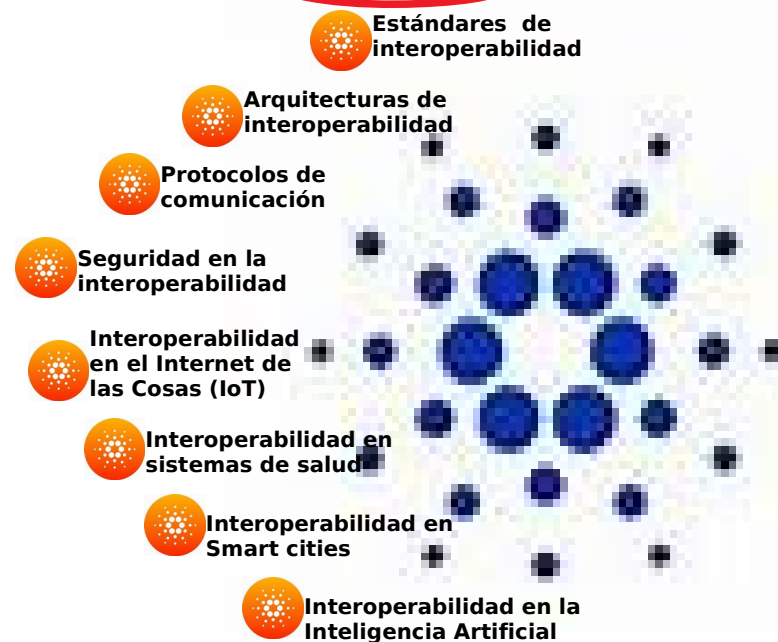 Estándares de
interoperabilidad
Arquitecturas de
interoperabilidad
Protocolos de
comunicación
Seguridad en la
interoperabilidad
Interoperabilidad
en el Internet de
las Cosas (IoT)
Interoperabilidad en
sistemas de salud
Interoperabilidad en
Smart cities
Interoperabilidad en la
Inteligencia Artificial